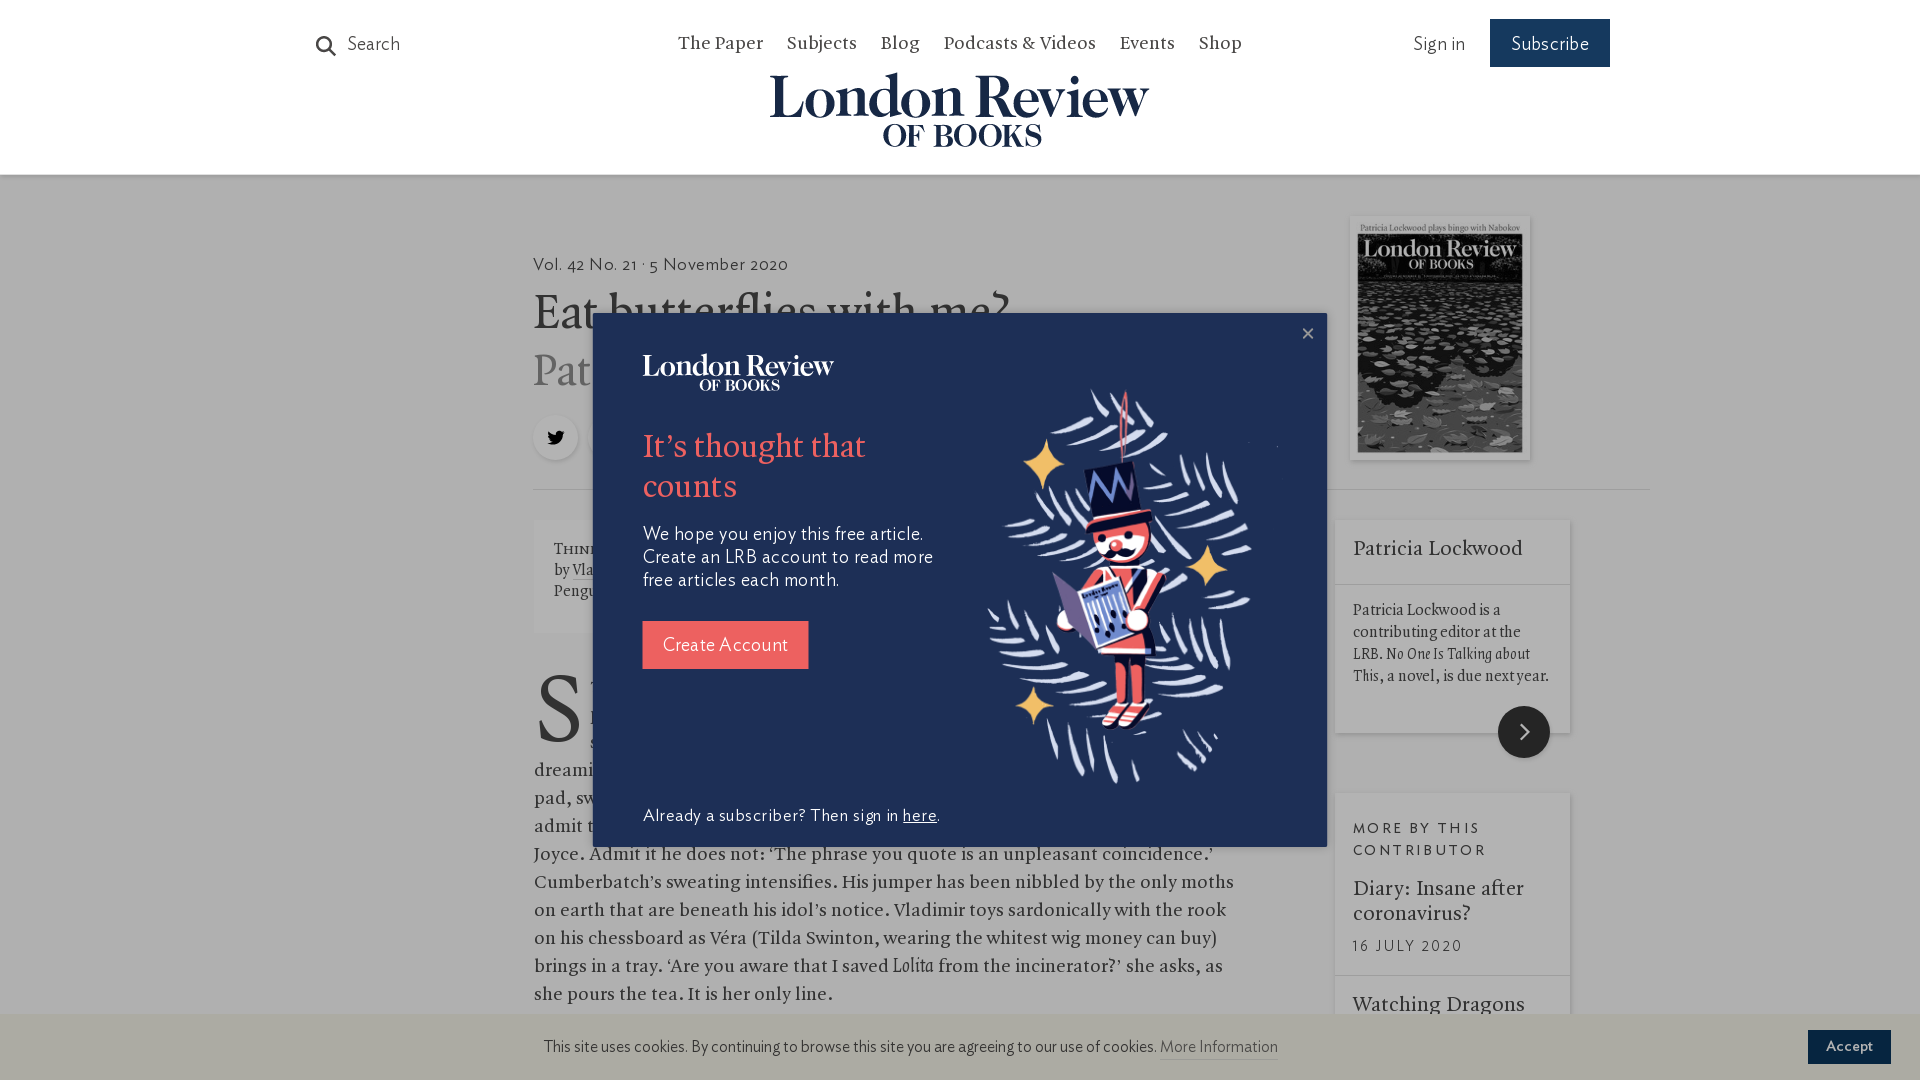 Search
The Paper
Subjects
Blog
Podcasts & Videos
Events
Shop
Sign in
Subscribe
London Review
OF BOOKS
Vol. 42 No. 21 · 5 November 2020
Eat butterflies with me?
Pat
Patricia Lockwood plays bingo with Nabokov
London Review
OF BOOKS
London Review
OF BOOKS
It’s thought that
counts
We hope you enjoy this free article.
Create an LRB account to read more
free articles each month.
Create Account
Already a subscriber? Then sign in here.
by Vla
Pengu
S
dreami
pad, sw
admit t
Joyce. Admit it he does not: ‘The phrase you quote is an unpleasant coincidence.’
Cumberbatch’s sweating intensifies. His jumper has been nibbled by the only moths
on earth that are beneath his idol’s notice. Vladimir toys sardonically with the rook
on his chessboard as Véra (Tilda Swinton, wearing the whitest wig money can buy)
brings in a tray. ‘Are you aware that I saved Lolita from the incinerator?’ she asks, as
she pours the tea. It is her only line.
Patricia Lockwood
Patricia Lockwood is a
contributing editor at the
LRB. No One Is Talking about
This, a novel, is due next year.
MORE BY THIS
CONTRIBUTOR
Diary: Insane after
coronavirus?
16 JULY 2020
Watching Dragons
This site uses cookies. By continuing to browse this site you are agreeing to our use of cookies. More Information
Accept